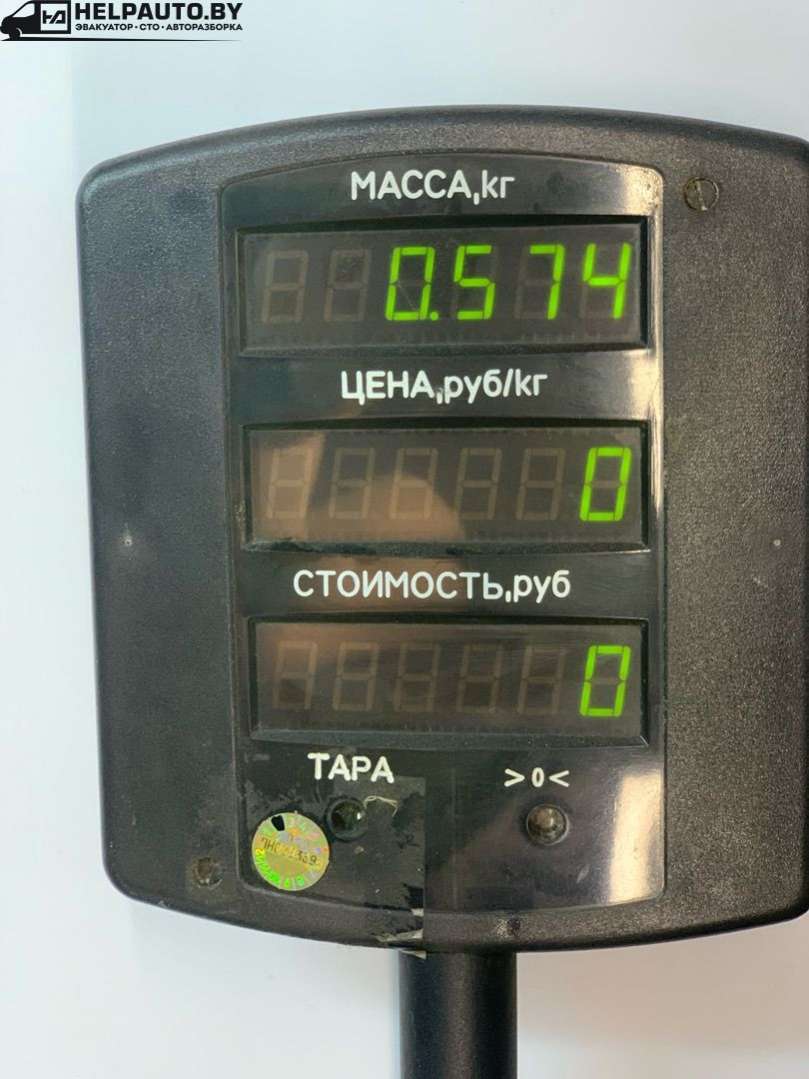 HELPAUTO.BY
ЭВАКУАТОР•СТО•АВТОРАЗБОРКА
МАССА,кг
0.574
ЦЕНА,руб/кг
0
СТОИМОСТЬ,руб
0
ТАРА >0<